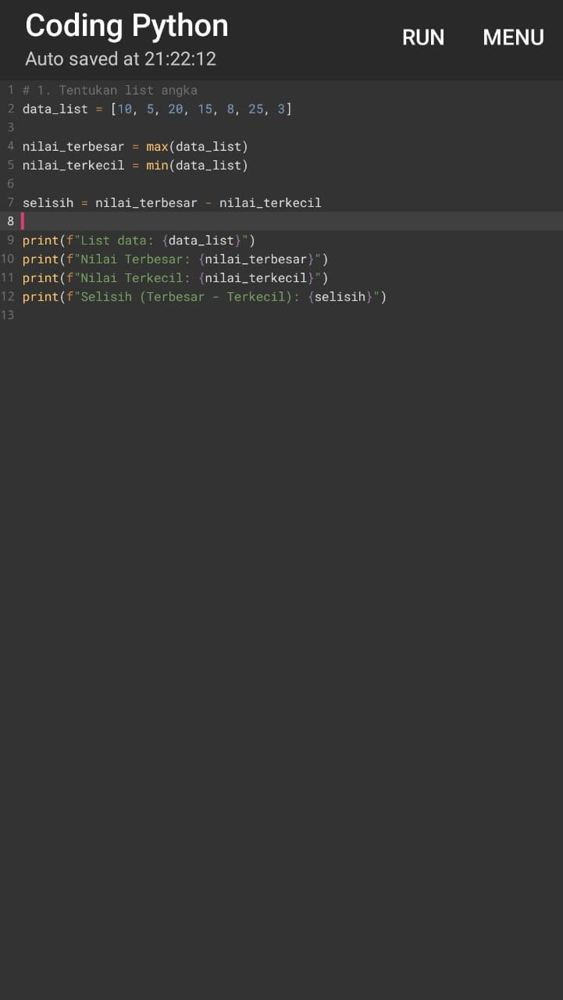 Coding Python
Auto saved at 21:22:12
RUN MENU
1 # 1. Tentukan list angka
2 data_list = [10, 5, 20, 15, 8, 25, 3]
3
4 nilai_terbesar = max(data_list)
5 nilai_terkecil = min(data_list)
6
7 selisih = nilai_terbesar - nilai_terkecil
8
9 print(f"List data: {data_list}")
10 print(f"Nilai Terbesar: {nilai_terbesar}")
11 print(f"Nilai Terkecil: {nilai_terkecil}")
12 print(f"Selisih (Terbesar - Terkecil): {selisih}")
13